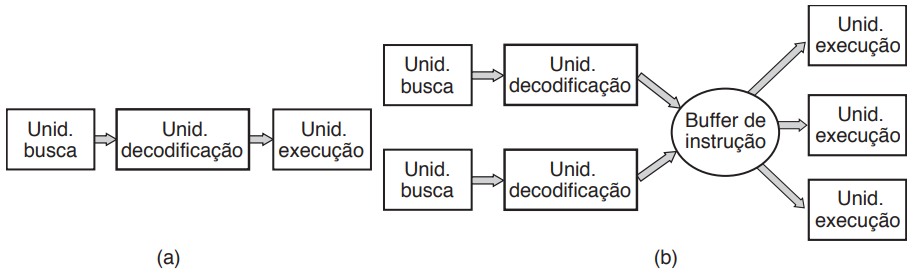 Unid.
busca
Unid.
decodificação
Unid.
execução
(a)
Unid.
busca
Unid.
decodificação
Unid.
busca
Unid.
decodificação
Buffer de
instrução
Unid.
execução
Unid.
execução
Unid.
execução
(b)